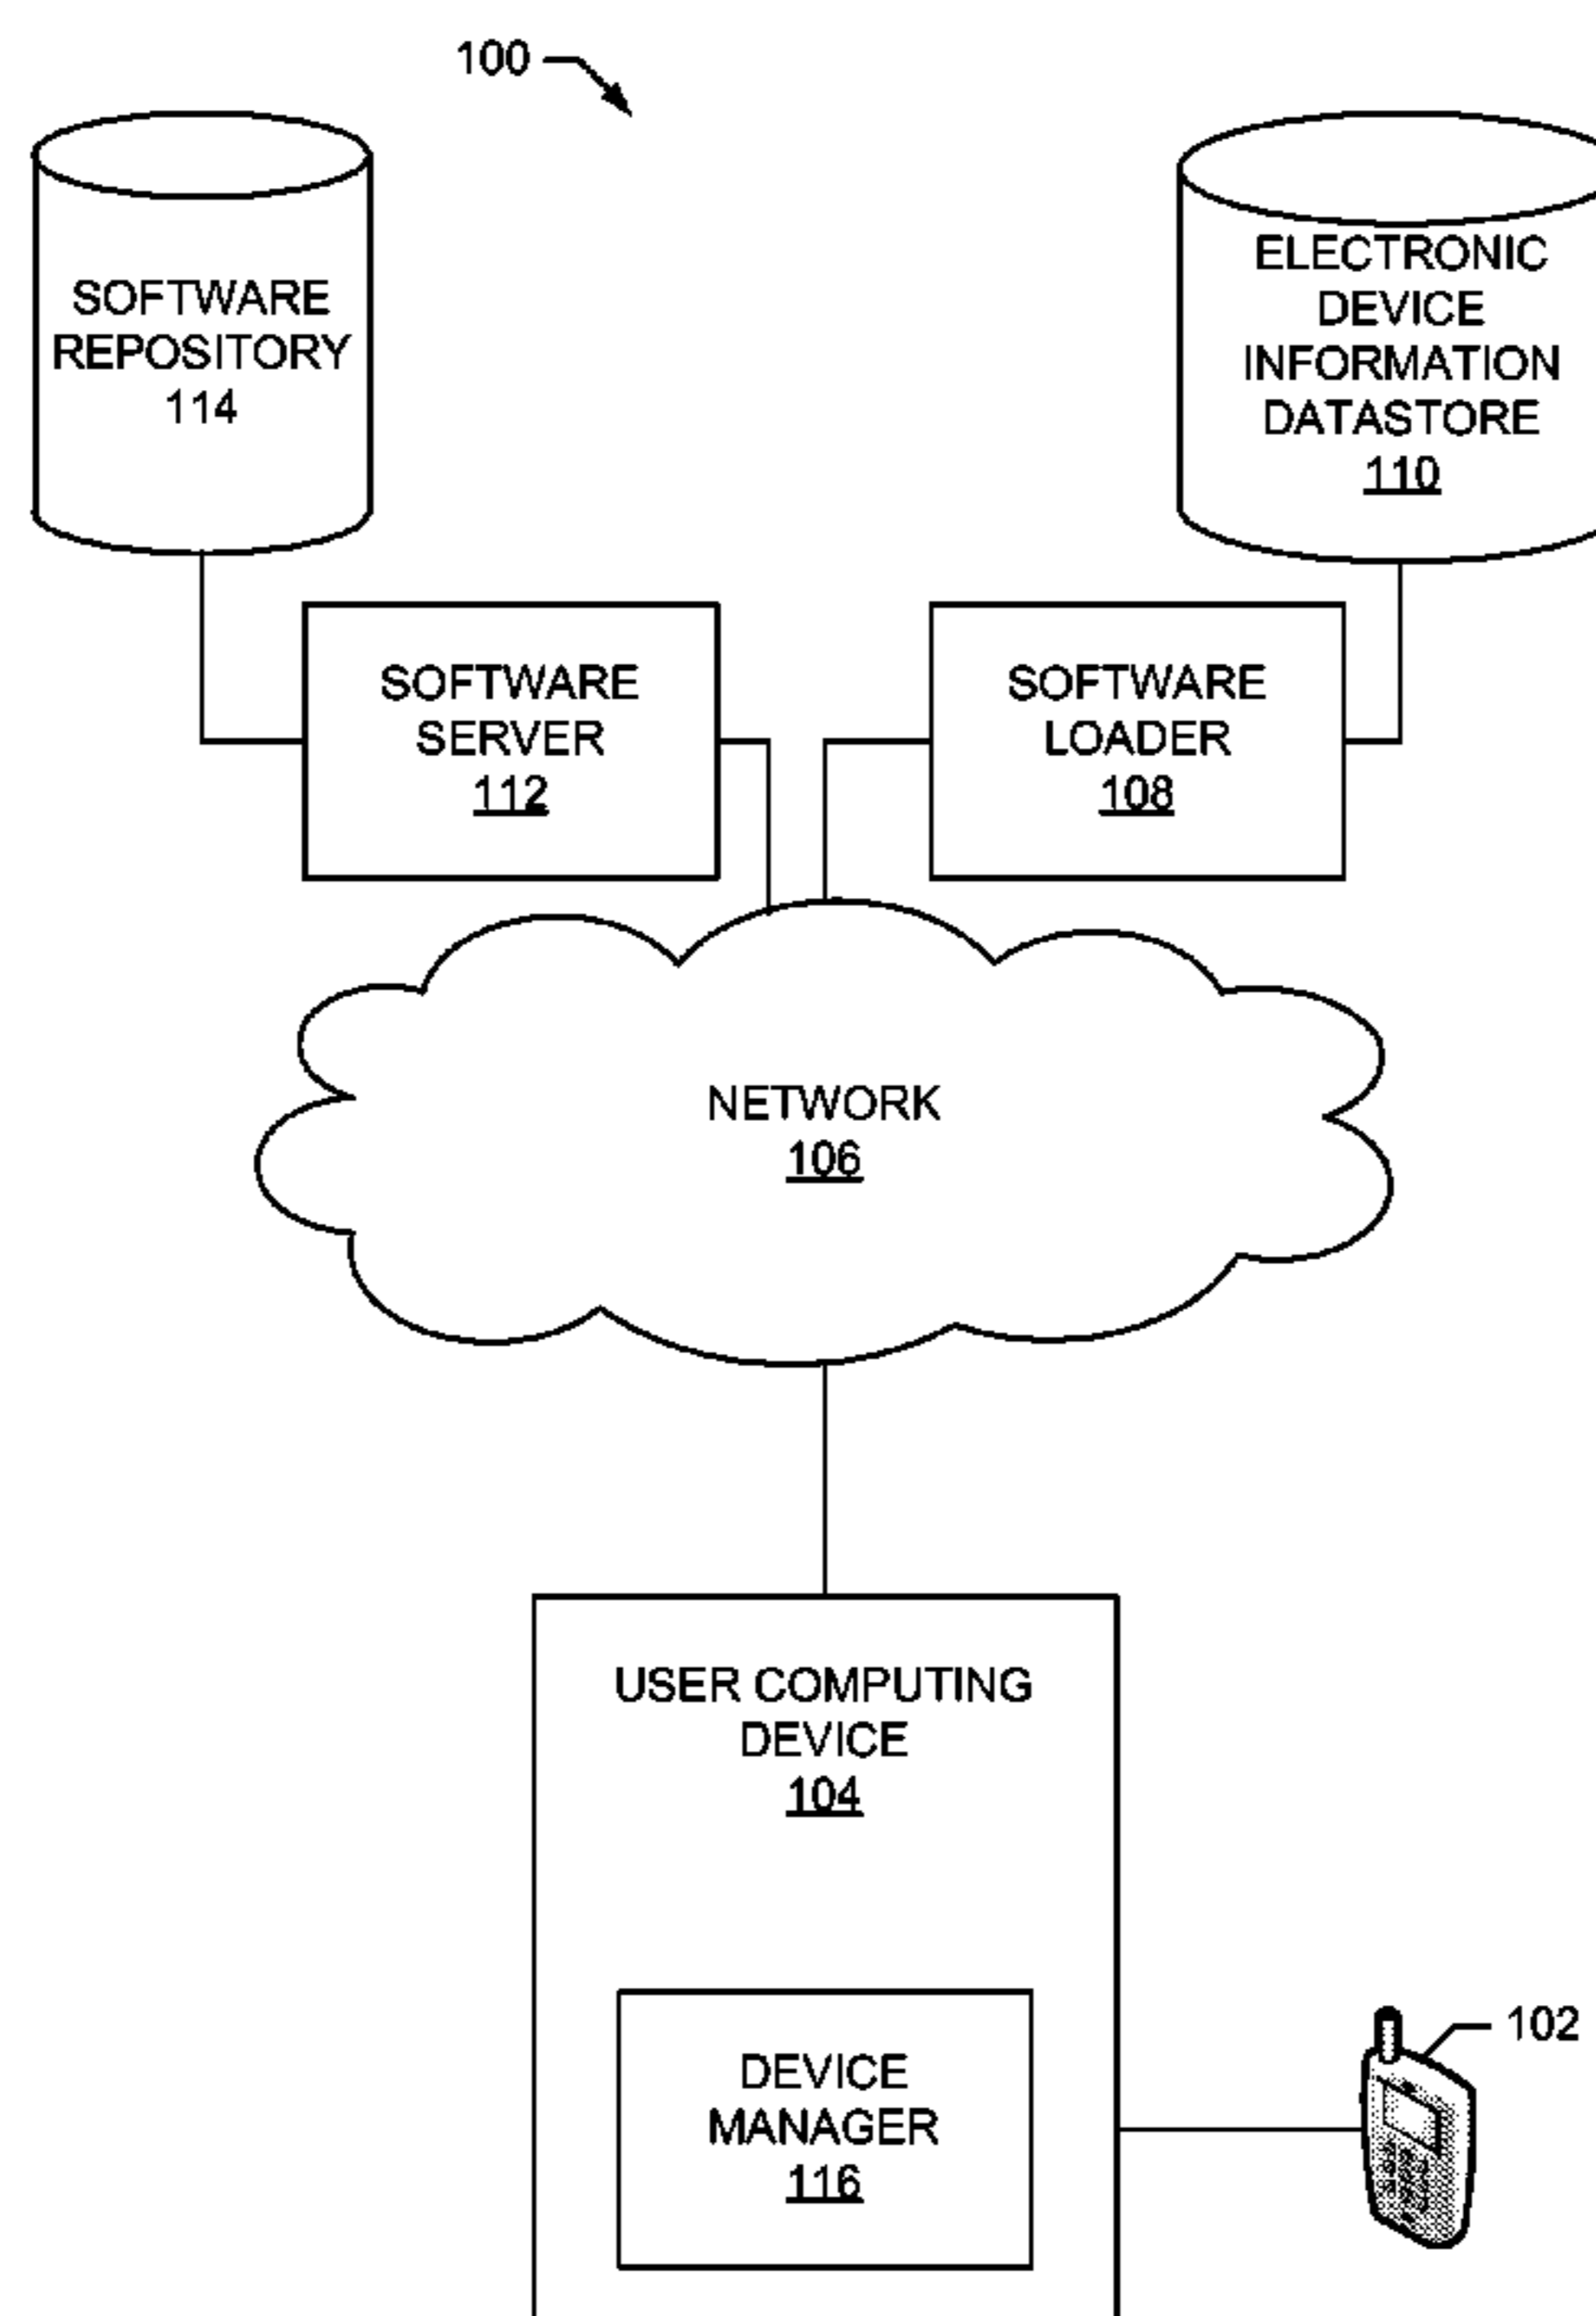 100
SOFTWARE
REPOSITORY
114
ELECTRONIC
DEVICE
INFORMATION
DATASTORE
110
SOFTWARE
SERVER
112
SOFTWARE
LOADER
108
NETWORK
106
USER COMPUTING
DEVICE
104
DEVICE
MANAGER
116
102